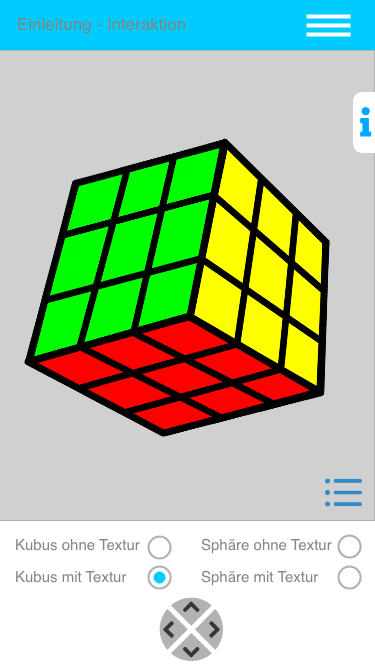 Einleitung - Interaktion
Kubus ohne Textur
Sphäre ohne Textur
Kubus mit Textur
Sphäre mit Textur